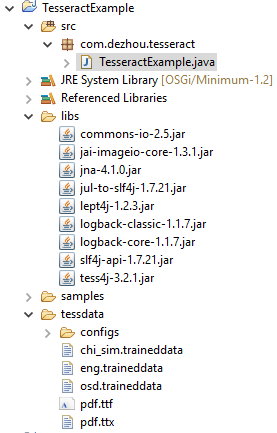 TesseractExample
src
com.dezhou.tesseract
TesseractExample.java
JRE System Library [OSGi/Minimum-1.2]
Referenced Libraries
libs
commons-io-2.5.jar
jai-imageio-core-1.3.1.jar
jna-4.1.0.jar
jul-to-slf4j-1.7.21.jar
lept4j-1.2.3.jar
logback-classic-1.1.7.jar
logback-core-1.1.7.jar
slf4j-api-1.7.21.jar
tess4j-3.2.1.jar
samples
tessdata
configs
chi_sim.traineddata
eng.traineddata
osd.traineddata
pdf.ttf
pdf.ttx